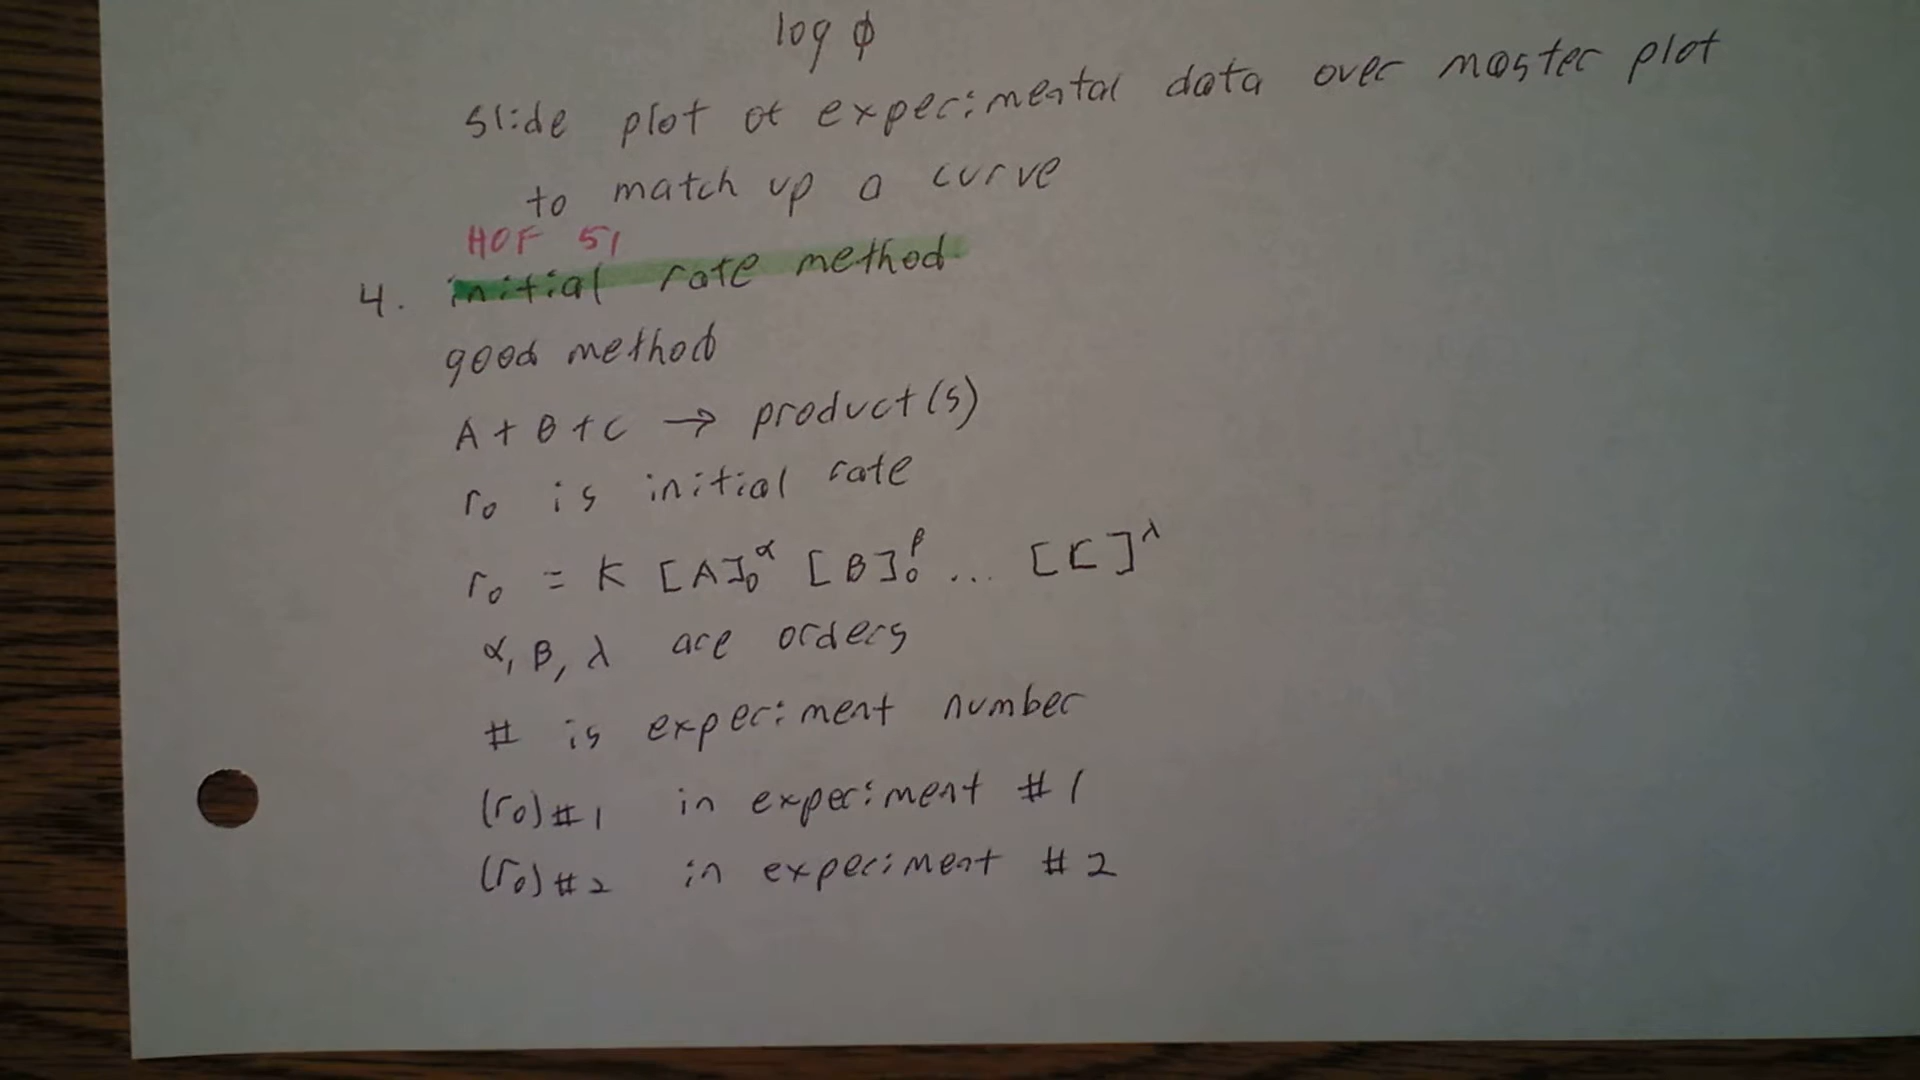 log ϕ
slide plot of experimental data over master plot
to match up a curve
HOF 51
4. initial rate method
good method
A + B + C → product(s)
r₀ is initial rate
r₀ = K [A]₀^α [B]₀^β ... [C]^λ
α, β, λ are orders
# is experiment number
(r₀)#1 in experiment #1
(r₀)#2 in experiment #2